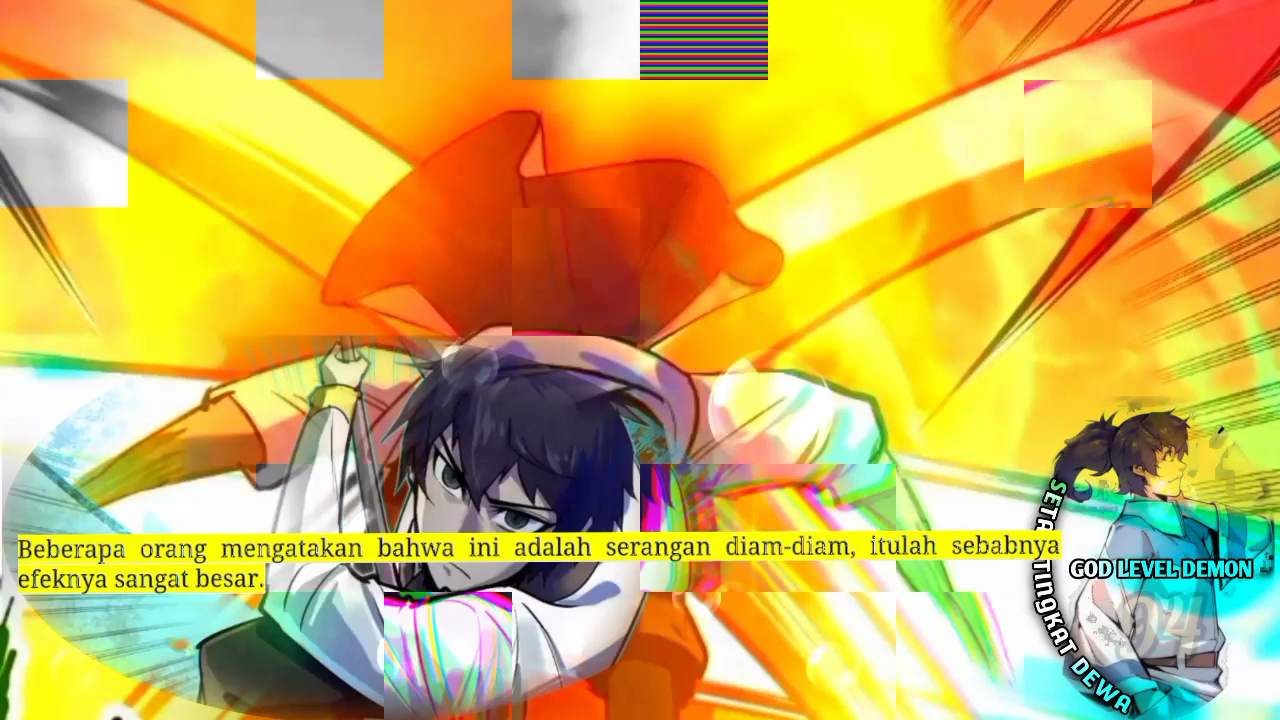 Beberapa orang mengatakan bahwa ini adalah serangan diam-diam, itulah sebabnya
efeknya sangat besar.
SETAN TINGKAT DEWA
GOD LEVEL DEMON
924